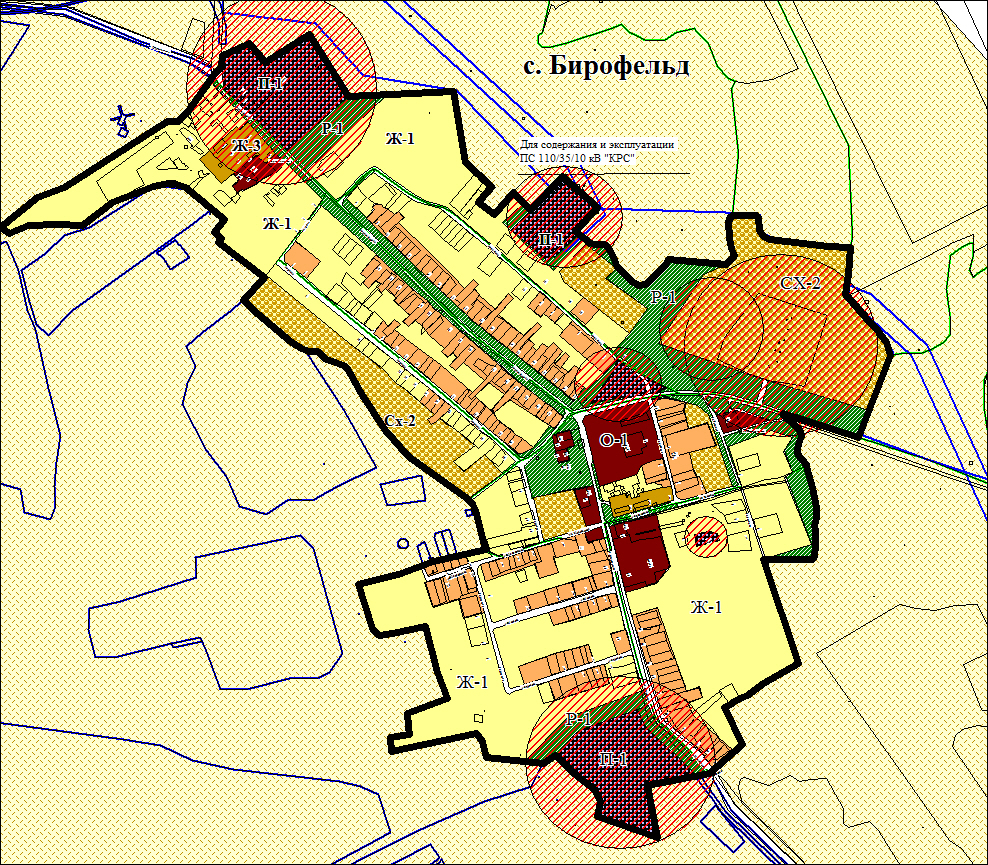 с. Бирофельд
П-1
Р-1
Ж-1
Ж-3
Для содержания и эксплуатации
ПС 110/35/10 кВ "КРС"
Ж-1
П-1
СХ-2
Р-1
Сх-2
О-1
Ж-1
Ж-1
Р-1
П-1